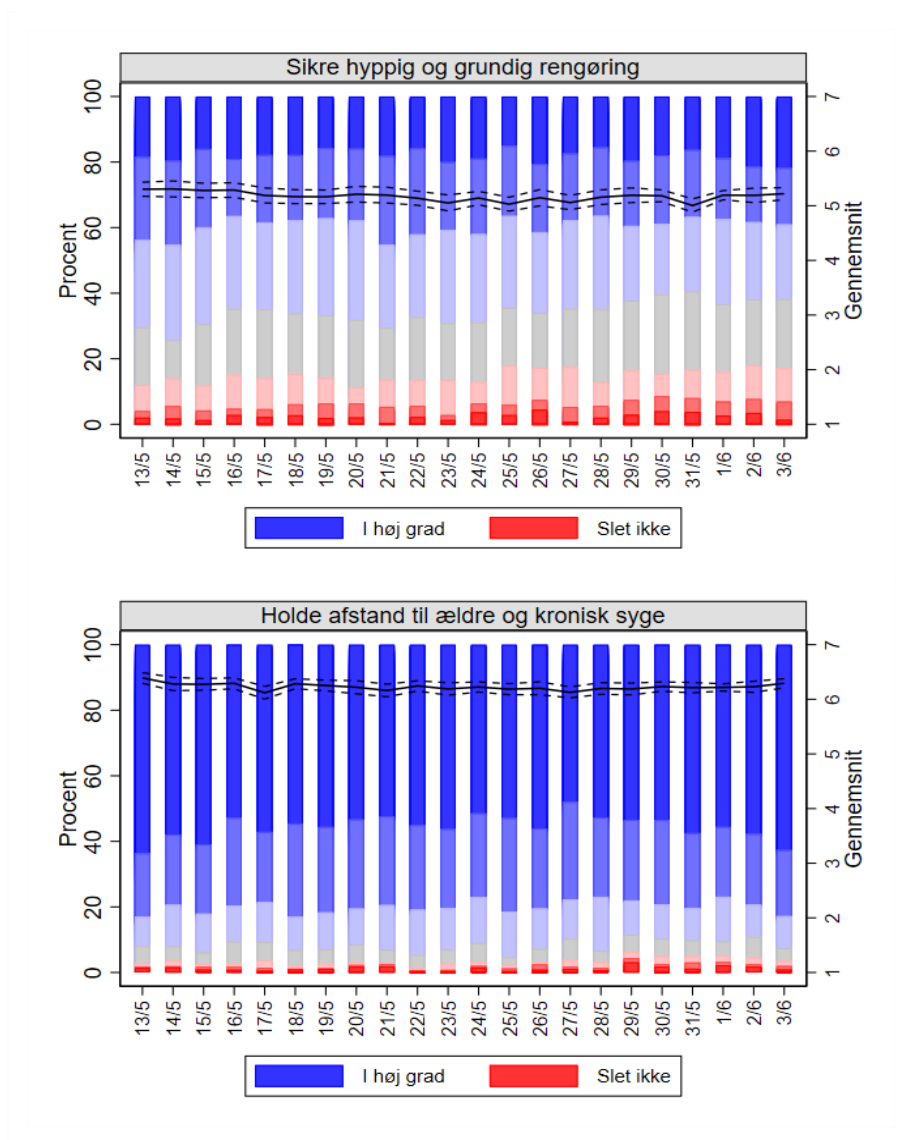 Sikre hyppig og grundig rengøring
Procent
0 20 40 60 80 100
Gennemsnit
1 2 3 4 5 6 7
13/5 14/5 15/5 16/5 17/5 18/5 19/5 20/5 21/5 22/5 23/5 24/5 25/5 26/5 27/5 28/5 29/5 30/5 31/5 1/6 2/6 3/6
I høj grad Slet ikke
Holde afstand til ældre og kronisk syge
Procent
0 20 40 60 80 100
Gennemsnit
1 2 3 4 5 6 7
13/5 14/5 15/5 16/5 17/5 18/5 19/5 20/5 21/5 22/5 23/5 24/5 25/5 26/5 27/5 28/5 29/5 30/5 31/5 1/6 2/6 3/6
I høj grad Slet ikke